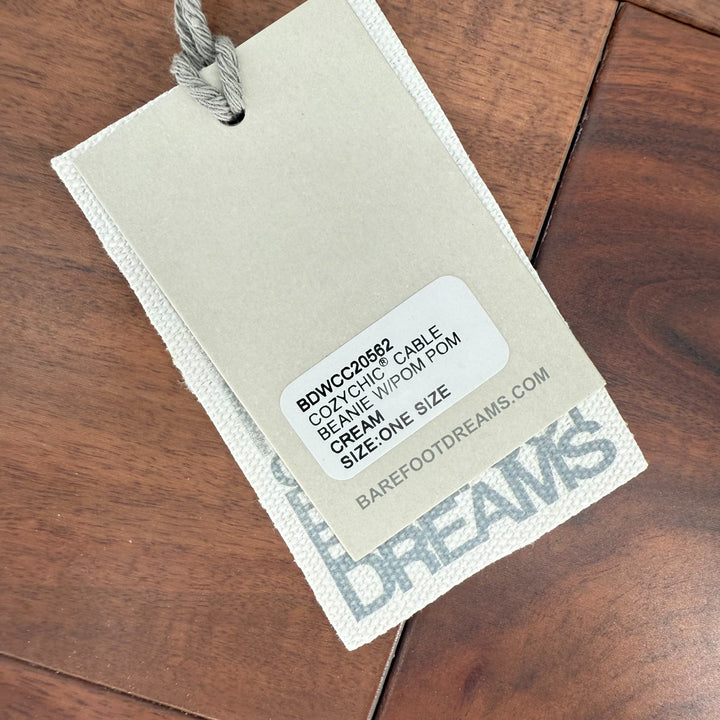 BDWCC20562
COZYCHIC® CABLE
BEANIE W/POM POM
CREAM
SIZE:ONE SIZE
BAREFOOTDREAMS.COM
DREAMS